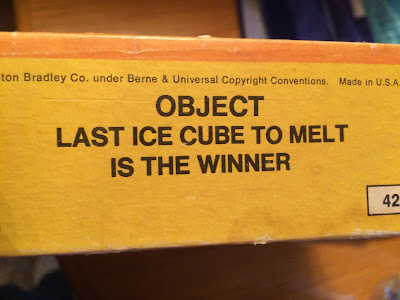 ton Bradley Co. under Berne & Universal Copyright Conventions. Made in U.S.A.
OBJECT
LAST ICE CUBE TO MELT
IS THE WINNER
42